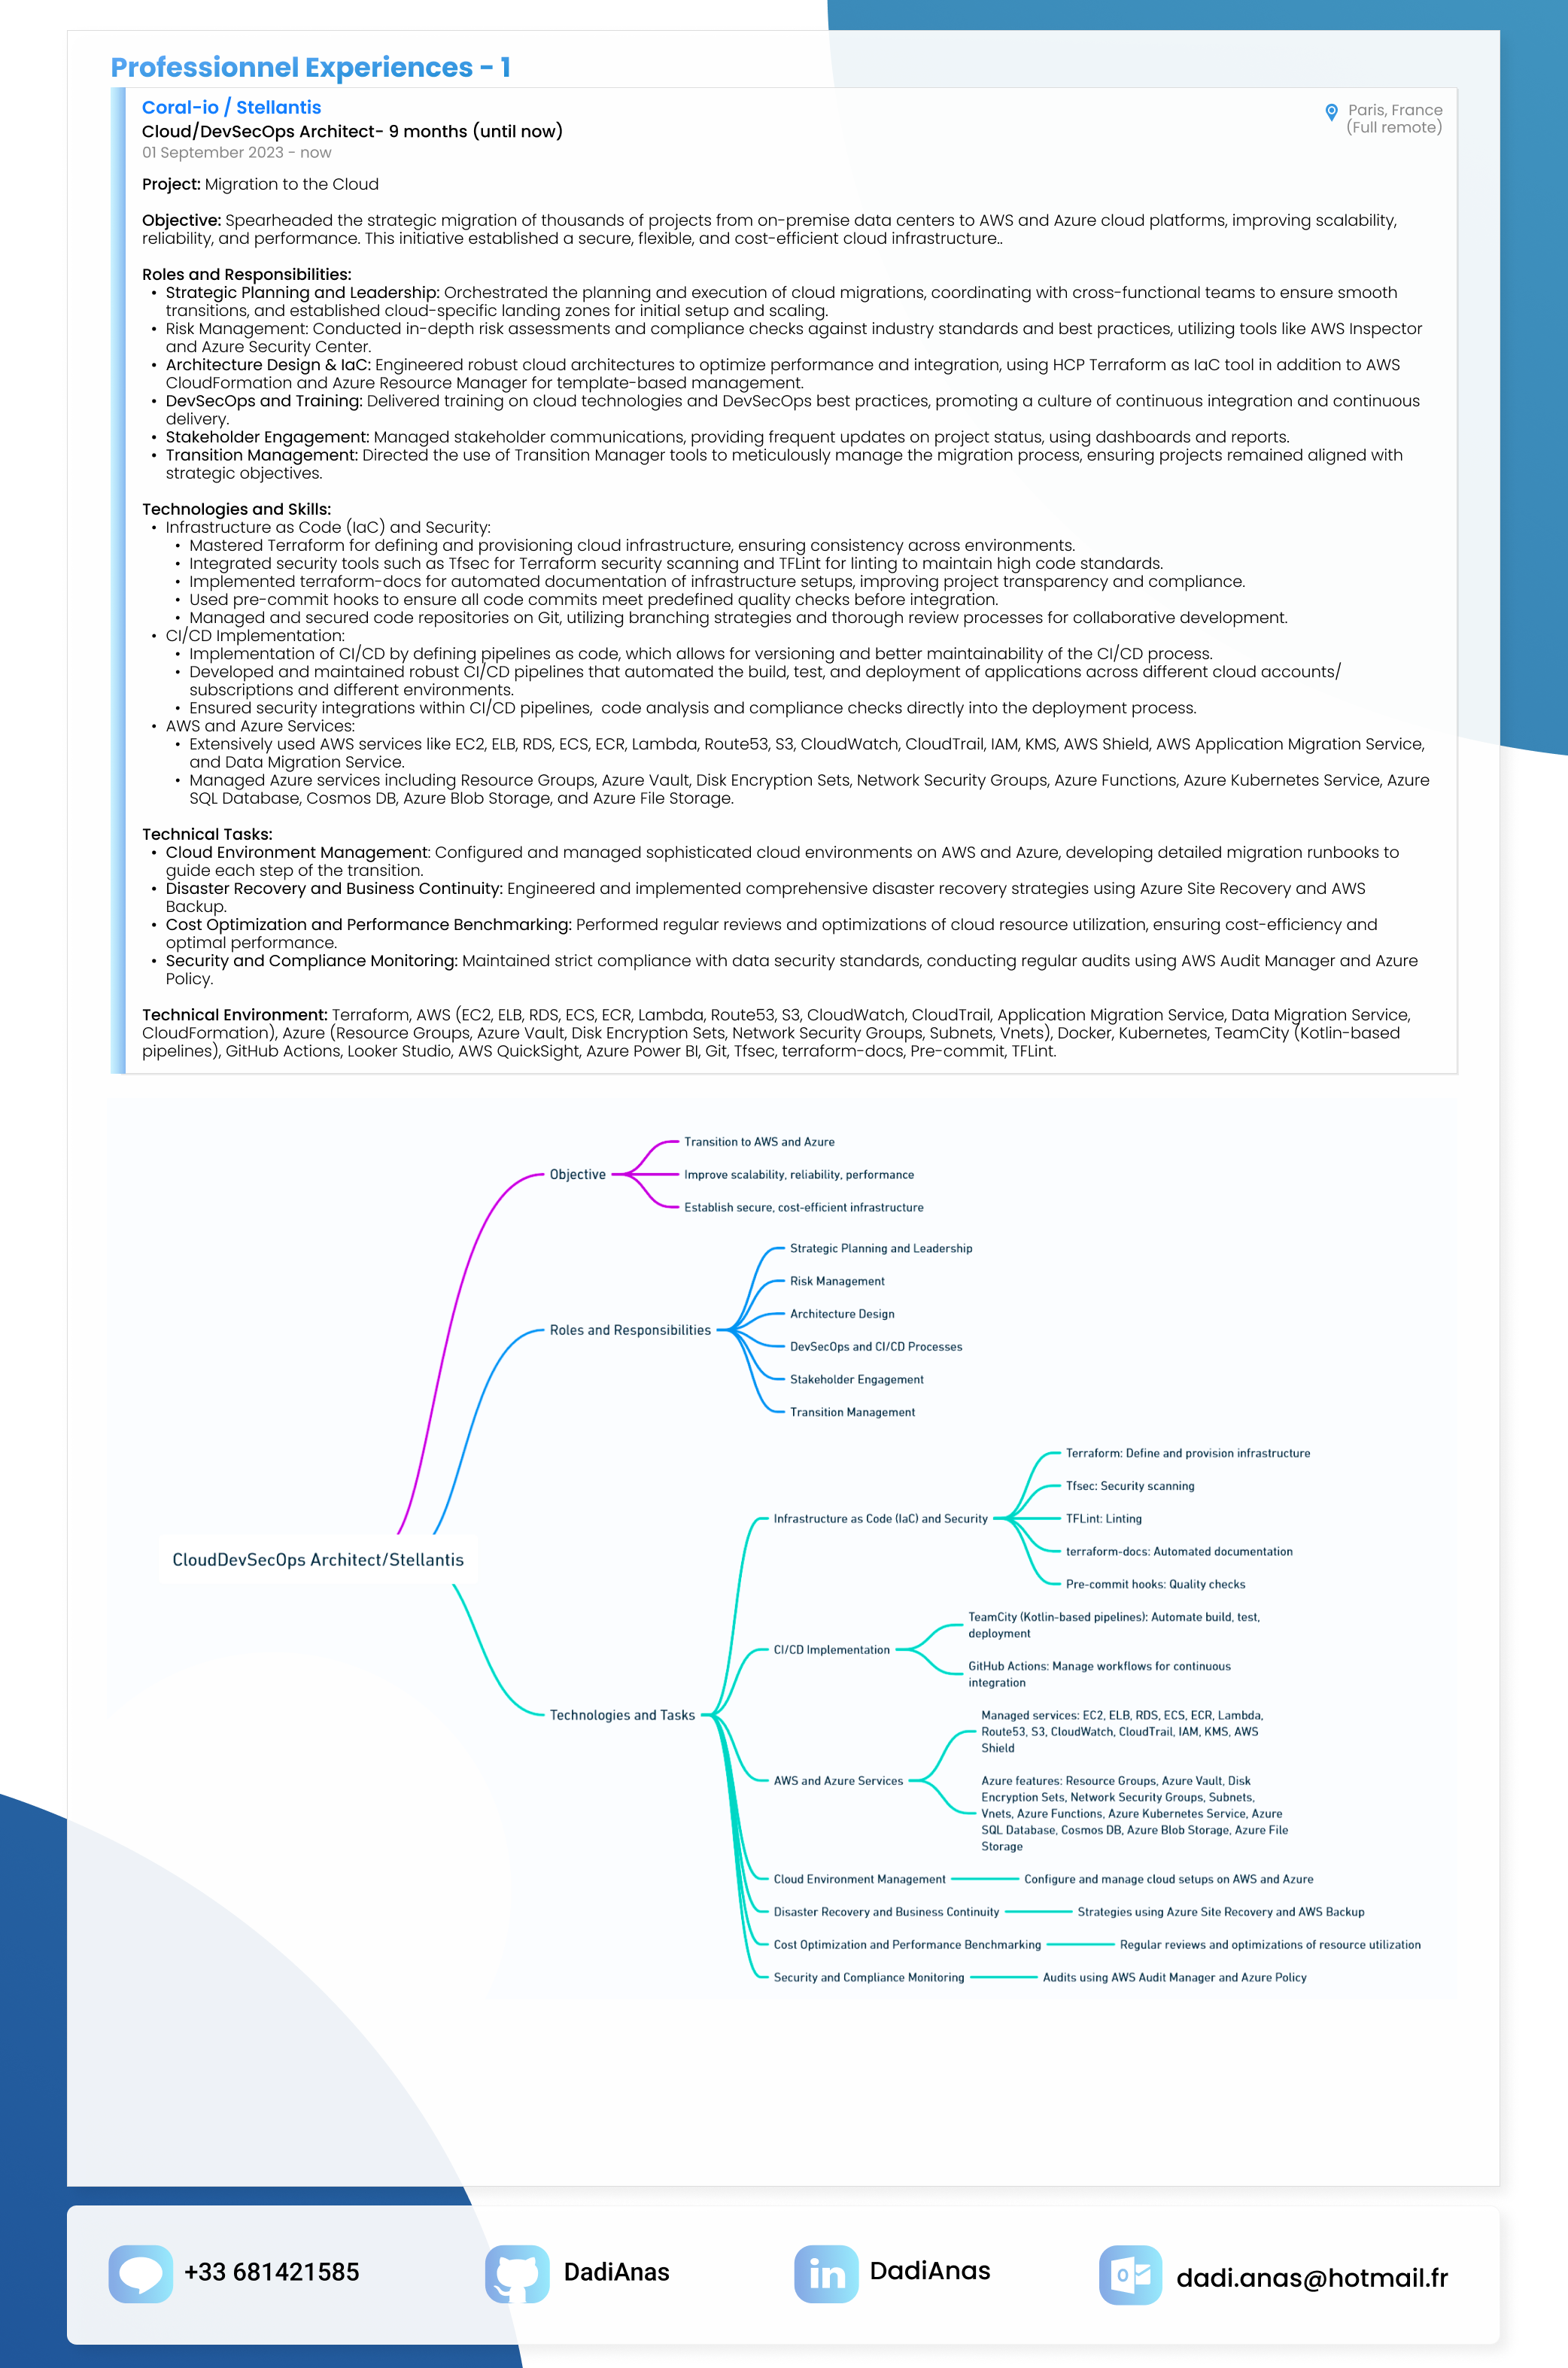 Professionnel Experiences - 1
Coral-io / Stellantis
Paris, France
(Full remote)
Cloud/DevSecOps Architect- 9 months (until now)
01 September 2023 - now
Project: Migration to the Cloud
Objective: Spearheaded the strategic migration of thousands of projects from on-premise data centers to AWS and Azure cloud platforms, improving scalability,
reliability, and performance. This initiative established a secure, flexible, and cost-efficient cloud infrastructure..
Roles and Responsibilities:
• Strategic Planning and Leadership: Orchestrated the planning and execution of cloud migrations, coordinating with cross-functional teams to ensure smooth
transitions, and established cloud-specific landing zones for initial setup and scaling.
• Risk Management: Conducted in-depth risk assessments and compliance checks against industry standards and best practices, utilizing tools like AWS Inspector
and Azure Security Center.
• Architecture Design & IaC: Engineered robust cloud architectures to optimize performance and integration, using HCP Terraform as IaC tool in addition to AWS
CloudFormation and Azure Resource Manager for template-based management.
• DevSecOps and Training: Delivered training on cloud technologies and DevSecOps best practices, promoting a culture of continuous integration and continuous
delivery.
• Stakeholder Engagement: Managed stakeholder communications, providing frequent updates on project status, using dashboards and reports.
• Transition Management: Directed the use of Transition Manager tools to meticulously manage the migration process, ensuring projects remained aligned with
strategic objectives.
Technologies and Skills:
• Infrastructure as Code (IaC) and Security:
• Mastered Terraform for defining and provisioning cloud infrastructure, ensuring consistency across environments.
• Integrated security tools such as Tfsec for Terraform security scanning and TFLint for linting to maintain high code standards.
• Implemented terraform-docs for automated documentation of infrastructure setups, improving project transparency and compliance.
• Used pre-commit hooks to ensure all code commits meet predefined quality checks before integration.
• Managed and secured code repositories on Git, utilizing branching strategies and thorough review processes for collaborative development.
• CI/CD Implementation:
• Implementation of CI/CD by defining pipelines as code, which allows for versioning and better maintainability of the CI/CD process.
• Developed and maintained robust CI/CD pipelines that automated the build, test, and deployment of applications across different cloud accounts/
subscriptions and different environments.
• Ensured security integrations within CI/CD pipelines,  code analysis and compliance checks directly into the deployment process.
• AWS and Azure Services:
• Extensively used AWS services like EC2, ELB, RDS, ECS, ECR, Lambda, Route53, S3, CloudWatch, CloudTrail, IAM, KMS, AWS Shield, AWS Application Migration Service,
and Data Migration Service.
• Managed Azure services including Resource Groups, Azure Vault, Disk Encryption Sets, Network Security Groups, Azure Functions, Azure Kubernetes Service, Azure
SQL Database, Cosmos DB, Azure Blob Storage, and Azure File Storage.
Technical Tasks:
• Cloud Environment Management: Configured and managed sophisticated cloud environments on AWS and Azure, developing detailed migration runbooks to
guide each step of the transition.
• Disaster Recovery and Business Continuity: Engineered and implemented comprehensive disaster recovery strategies using Azure Site Recovery and AWS
Backup.
• Cost Optimization and Performance Benchmarking: Performed regular reviews and optimizations of cloud resource utilization, ensuring cost-efficiency and
optimal performance.
• Security and Compliance Monitoring: Maintained strict compliance with data security standards, conducting regular audits using AWS Audit Manager and Azure
Policy.
Technical Environment: Terraform, AWS (EC2, ELB, RDS, ECS, ECR, Lambda, Route53, S3, CloudWatch, CloudTrail, Application Migration Service, Data Migration Service,
CloudFormation), Azure (Resource Groups, Azure Vault, Disk Encryption Sets, Network Security Groups, Subnets, Vnets), Docker, Kubernetes, TeamCity (Kotlin-based
pipelines), GitHub Actions, Looker Studio, AWS QuickSight, Azure Power BI, Git, Tfsec, terraform-docs, Pre-commit, TFLint.
CloudDevSecOps Architect/Stellantis
Objective
Transition to AWS and Azure
Improve scalability, reliability, performance
Establish secure, cost-efficient infrastructure
Roles and Responsibilities
Strategic Planning and Leadership
Risk Management
Architecture Design
DevSecOps and CI/CD Processes
Stakeholder Engagement
Transition Management
Technologies and Tasks
Infrastructure as Code (IaC) and Security
Terraform: Define and provision infrastructure
Tfsec: Security scanning
TFLint: Linting
terraform-docs: Automated documentation
Pre-commit hooks: Quality checks
CI/CD Implementation
TeamCity (Kotlin-based pipelines): Automate build, test,
deployment
GitHub Actions: Manage workflows for continuous
integration
AWS and Azure Services
Managed services: EC2, ELB, RDS, ECS, ECR, Lambda,
Route53, S3, CloudWatch, CloudTrail, IAM, KMS, AWS
Shield
Azure features: Resource Groups, Azure Vault, Disk
Encryption Sets, Network Security Groups, Subnets,
Vnets, Azure Functions, Azure Kubernetes Service, Azure
SQL Database, Cosmos DB, Azure Blob Storage, Azure File
Storage
Cloud Environment Management
Configure and manage cloud setups on AWS and Azure
Disaster Recovery and Business Continuity
Strategies using Azure Site Recovery and AWS Backup
Cost Optimization and Performance Benchmarking
Regular reviews and optimizations of resource utilization
Security and Compliance Monitoring
Audits using AWS Audit Manager and Azure Policy
+33 681421585
DadiAnas
in
DadiAnas
dadi.anas@hotmail.fr